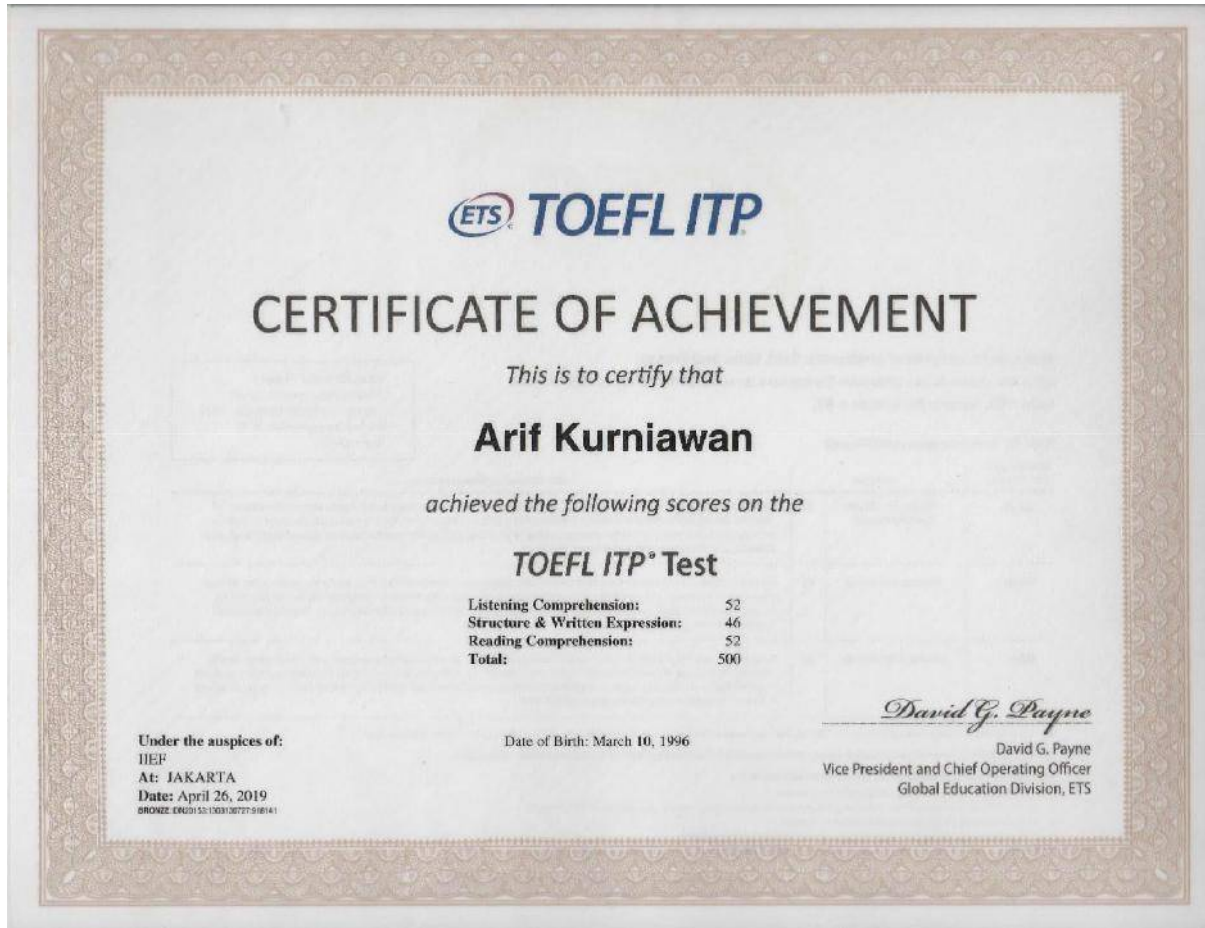 ETS TOEFL ITP
CERTIFICATE OF ACHIEVEMENT
This is to certify that
Arif Kurniawan
achieved the following scores on the
TOEFL ITP® Test
Listening Comprehension: 52
Structure & Written Expression: 46
Reading Comprehension: 52
Total: 500
David G. Payne
Under the auspices of:
IIEF
At: JAKARTA
Date: April 26, 2019
Date of Birth: March 10, 1996
David G. Payne
Vice President and Chief Operating Officer
Global Education Division, ETS